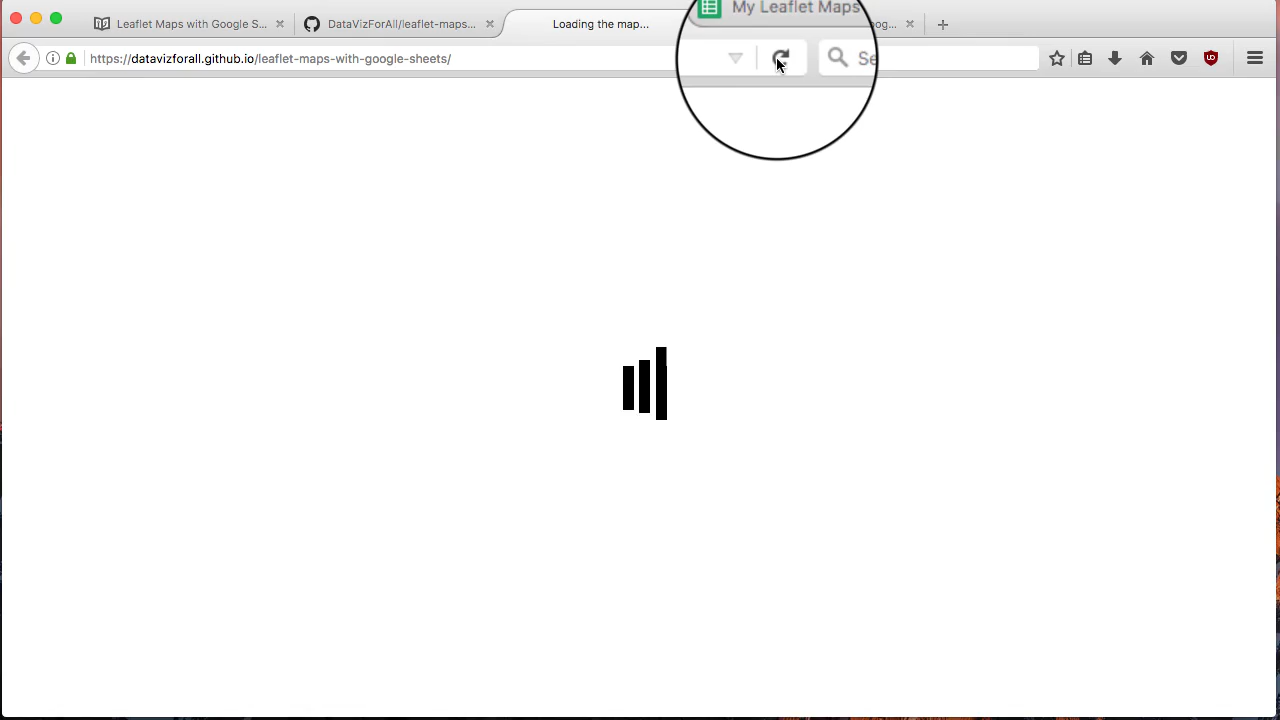 Leaflet Maps with Google S...
DataVizForAll/leaflet-maps...
Loading the map...
My Leaflet Maps
https://datavizforall.github.io/leaflet-maps-with-google-sheets/